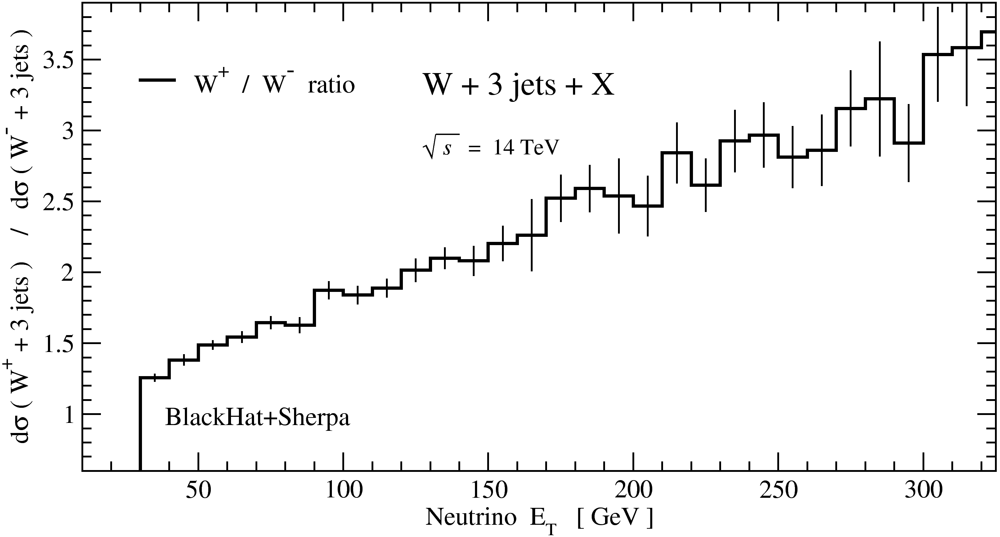 dσ ( W⁺ + 3 jets ) / dσ ( W⁻ + 3 jets )
3.5
3
2.5
2
1.5
1
W⁺ / W⁻ ratio
W + 3 jets + X
√s = 14 TeV
BlackHat+Sherpa
50 100 150 200 250 300
Neutrino E_T [ GeV ]